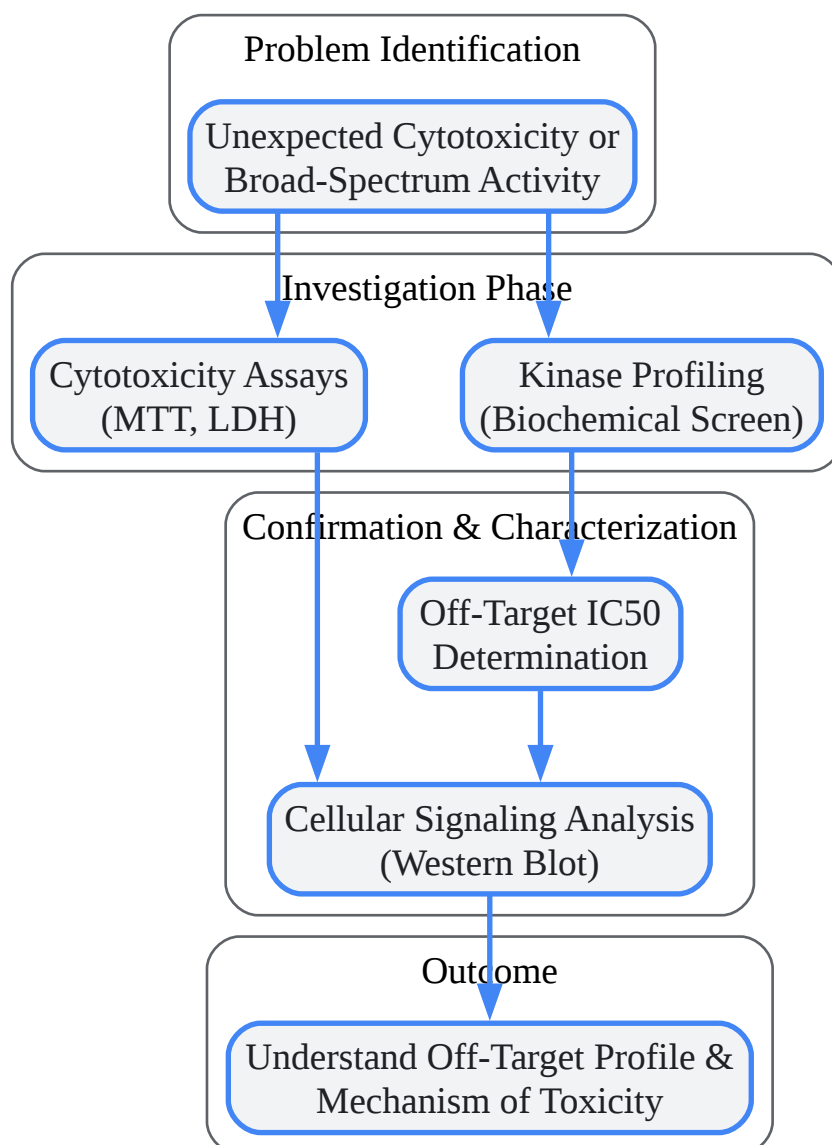 Problem Identification
Unexpected Cytotoxicity or
Broad-Spectrum Activity
Investigation Phase
Cytotoxicity Assays
(MTT, LDH)
Kinase Profiling
(Biochemical Screen)
Confirmation & Characterization
Off-Target IC50
Determination
Cellular Signaling Analysis
(Western Blot)
Outcome
Understand Off-Target Profile &
Mechanism of Toxicity